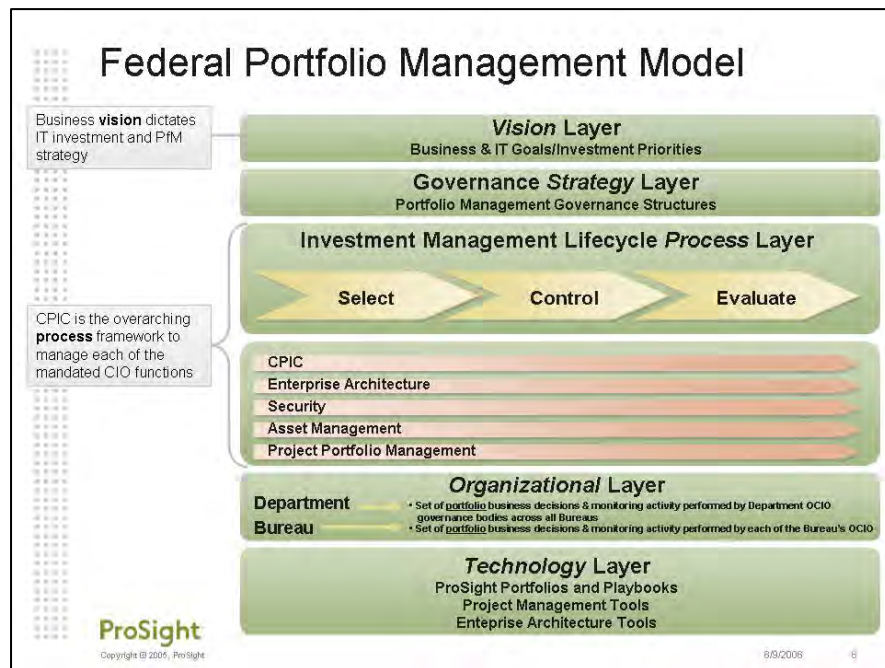 Federal Portfolio Management Model
Business vision dictates
IT investment and PfM
strategy
Vision Layer
Business & IT Goals/Investment Priorities
Governance Strategy Layer
Portfolio Management Governance Structures
Investment Management Lifecycle Process Layer
Select
Control
Evaluate
CPIC is the overarching
process framework to
manage each of the
mandated CIO functions
CPIC
Enterprise Architecture
Security
Asset Management
Project Portfolio Management
Organizational Layer
Department
• Set of portfolio business decisions & monitoring activity performed by Department OCIO
governance bodies across all Bureaus
Bureau
• Set of portfolio business decisions & monitoring activity performed by each of the Bureau's OCIO
Technology Layer
ProSight Portfolios and Playbooks
Project Management Tools
Enteprise Architecture Tools
ProSight
Copyright © 2005, ProSight